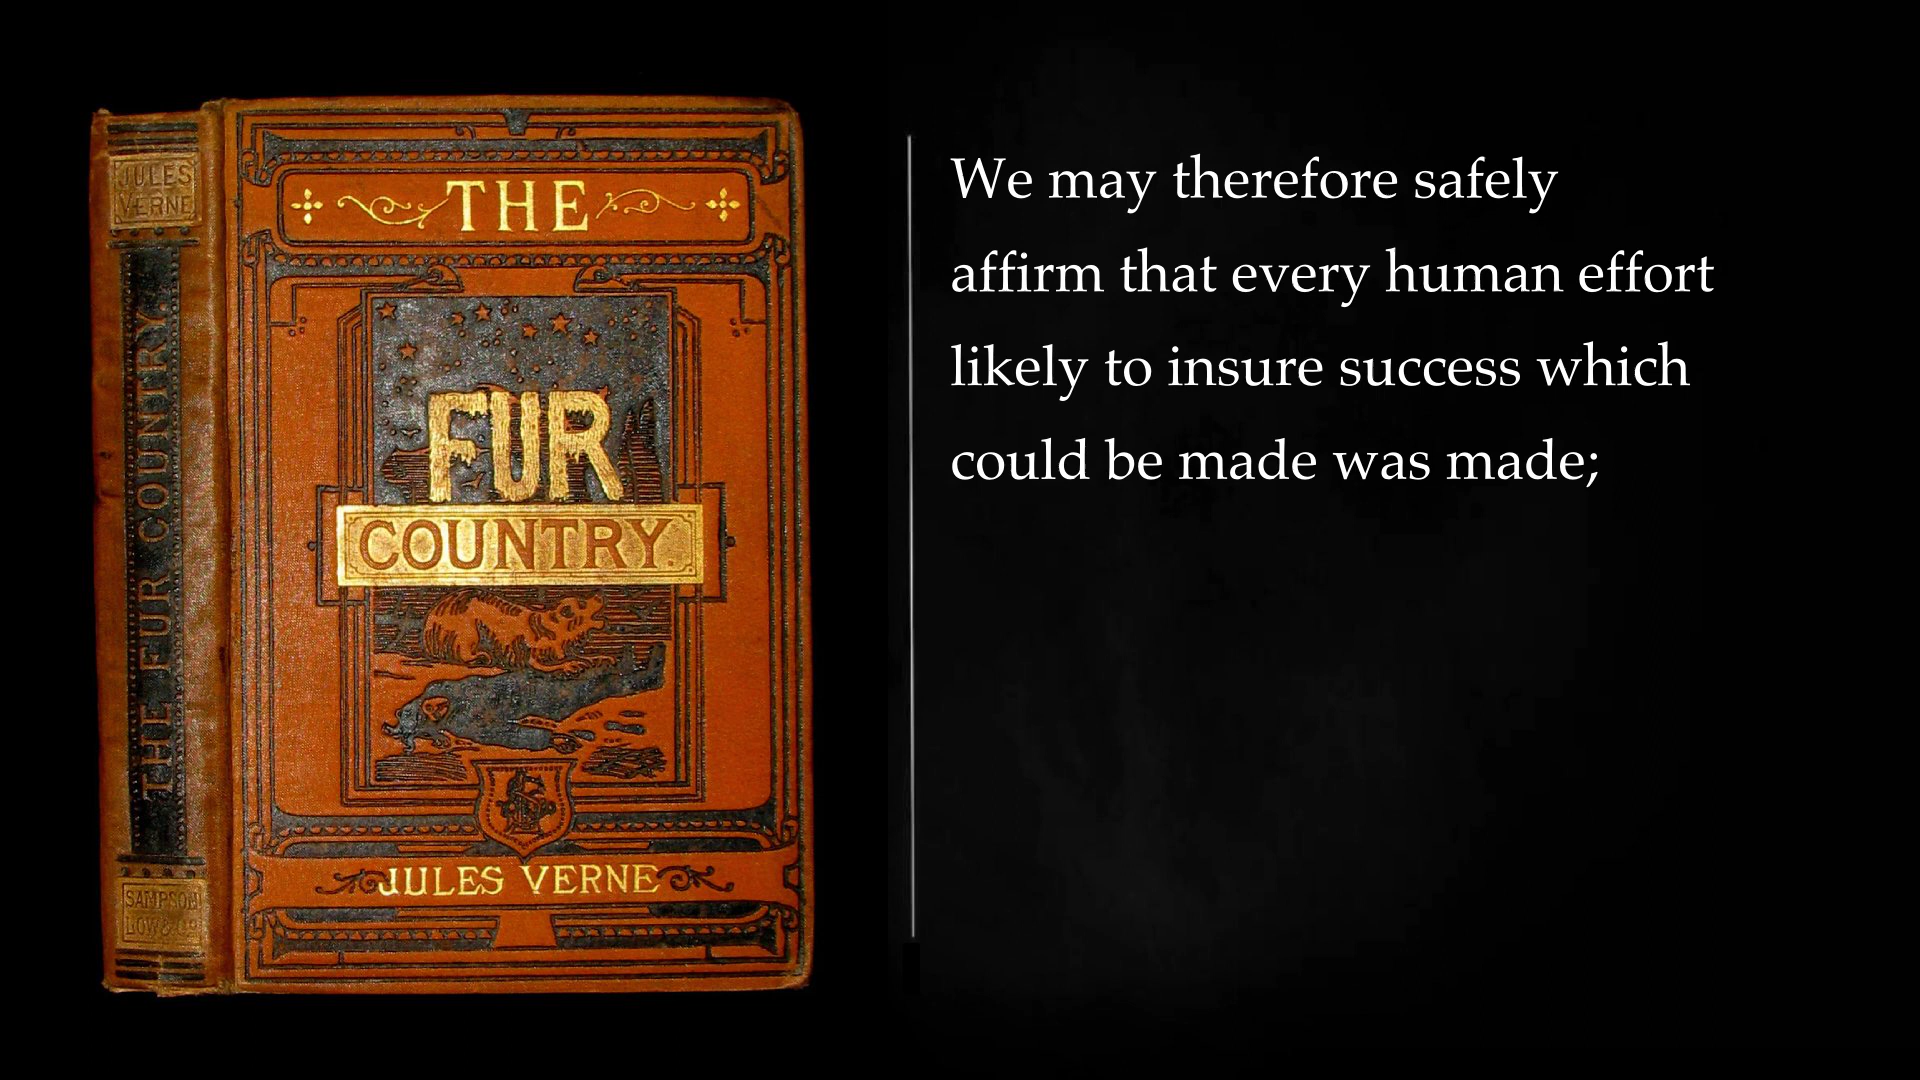 JULES
VERNE
THE FUR COUNTRY.
SAMPSON
LOW & Co
THE
FUR
COUNTRY.
JULES VERNE
We may therefore safely
affirm that every human effort
likely to insure success which
could be made was made;